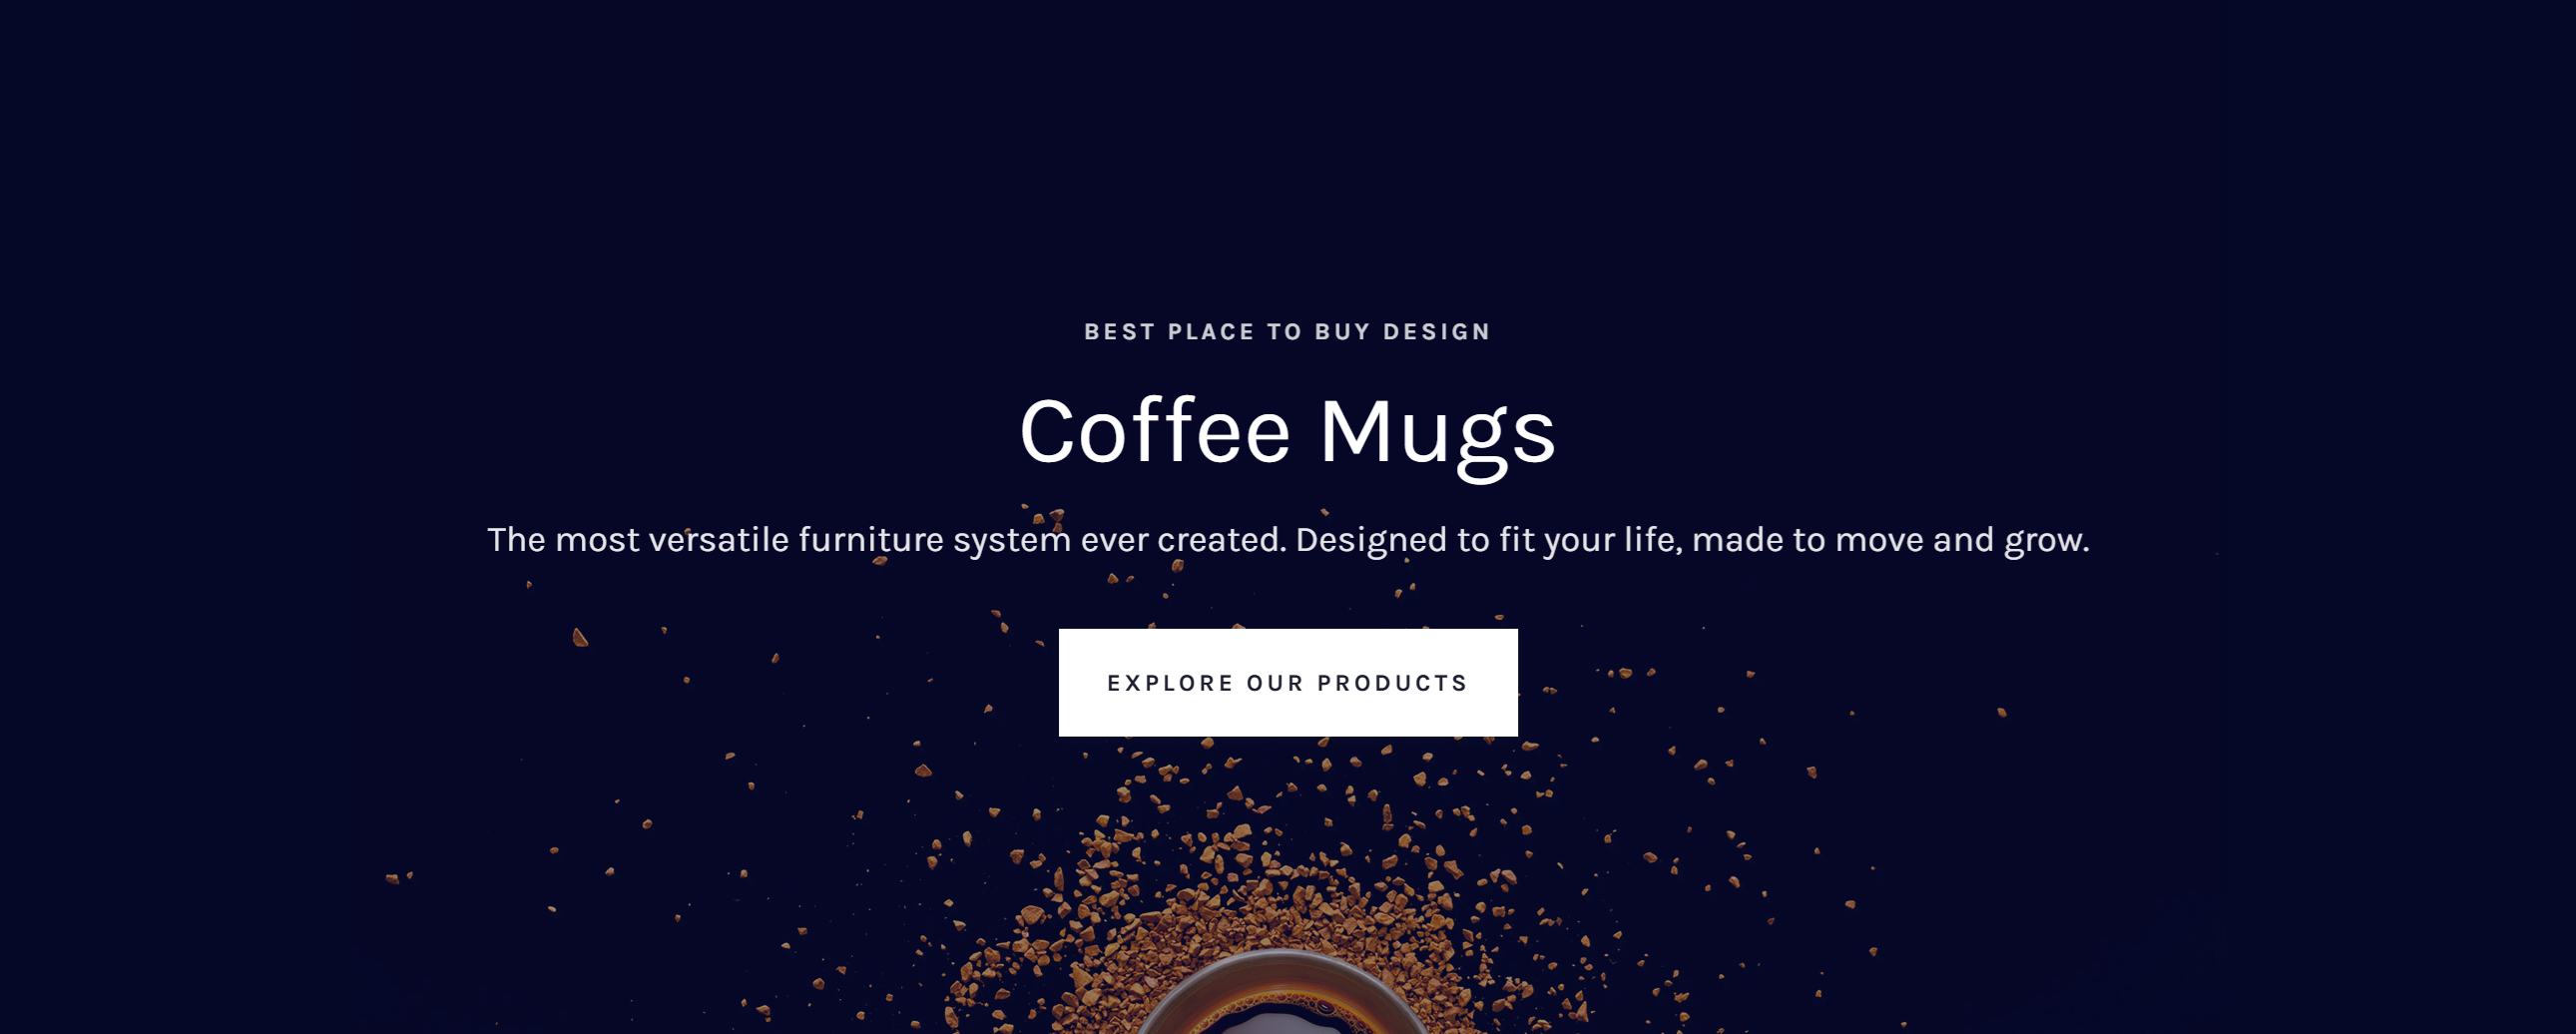 BEST PLACE TO BUY DESIGN
Coffee Mugs
The most versatile furniture system ever created. Designed to fit your life, made to move and grow.
EXPLORE OUR PRODUCTS